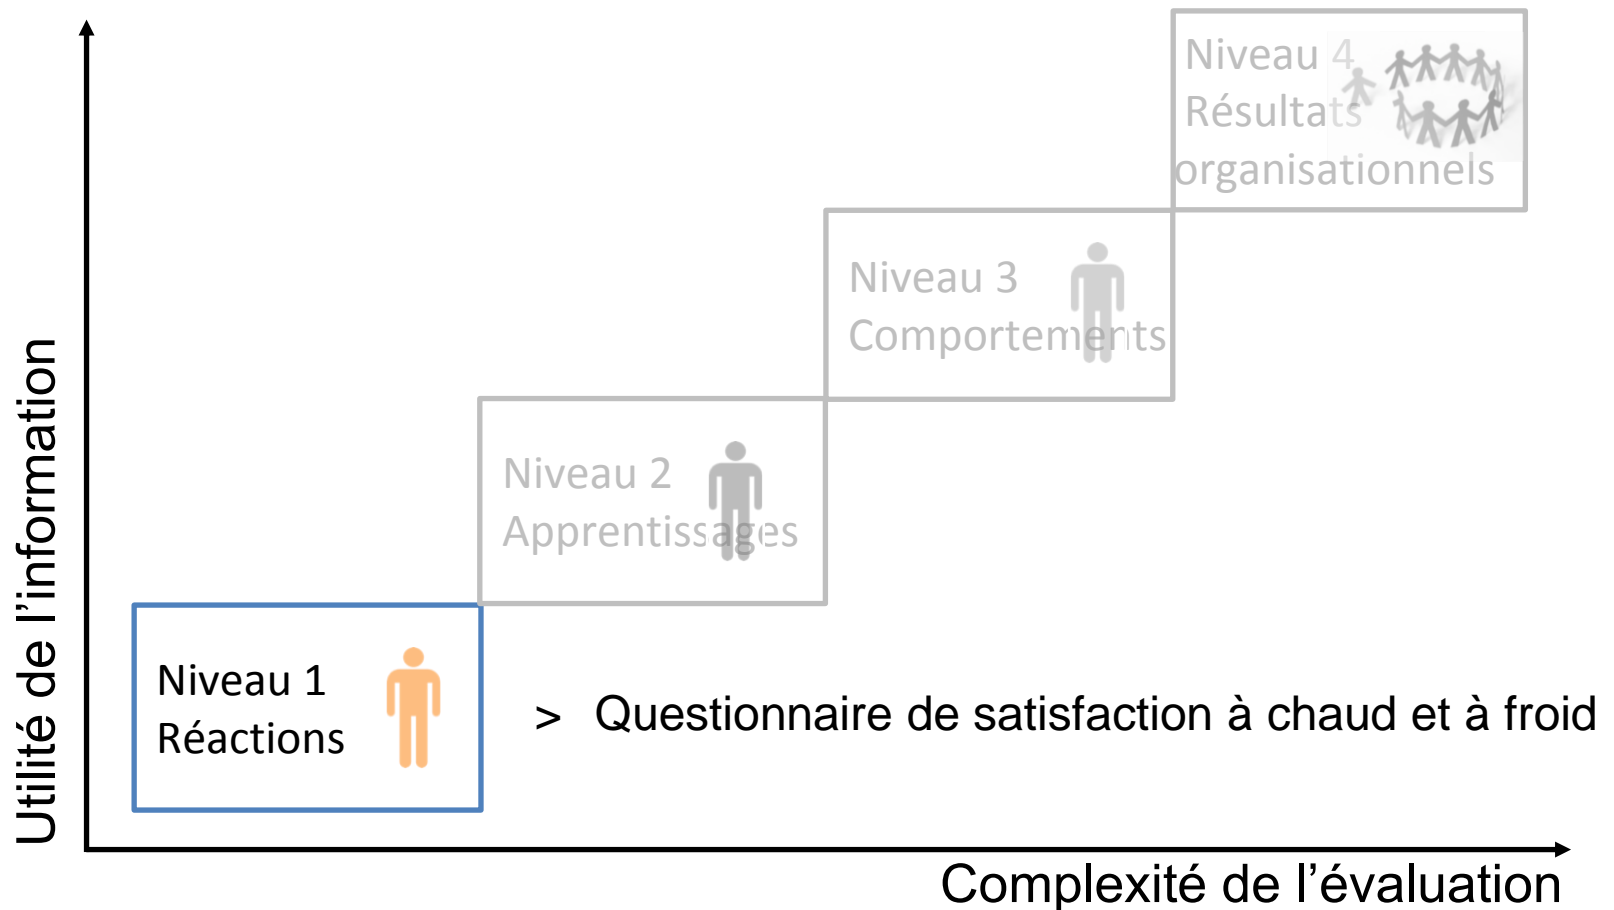 Niveau 4
Résultats
organisationnels
Niveau 3
Comportements
Niveau 2
Apprentissages
Niveau 1
Réactions
> Questionnaire de satisfaction à chaud et à froid
Utilité de l’information
Complexité de l’évaluation